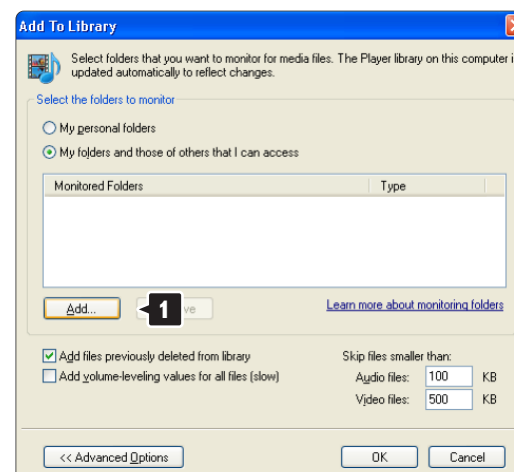 Add To Library
Select folders that you want to monitor for media files. The Player library on this computer i
updated automatically to reflect changes.
Select the folders to monitor
My personal folders
My folders and those of others that I can access
Monitored Folders Type
Add... 1 ve Learn more about monitoring folders
Add files previously deleted from library Skip files smaller than:
Add volume-leveling values for all files (slow) Audio files: 100 KB
Video files: 500 KB
<< Advanced Options OK Cancel